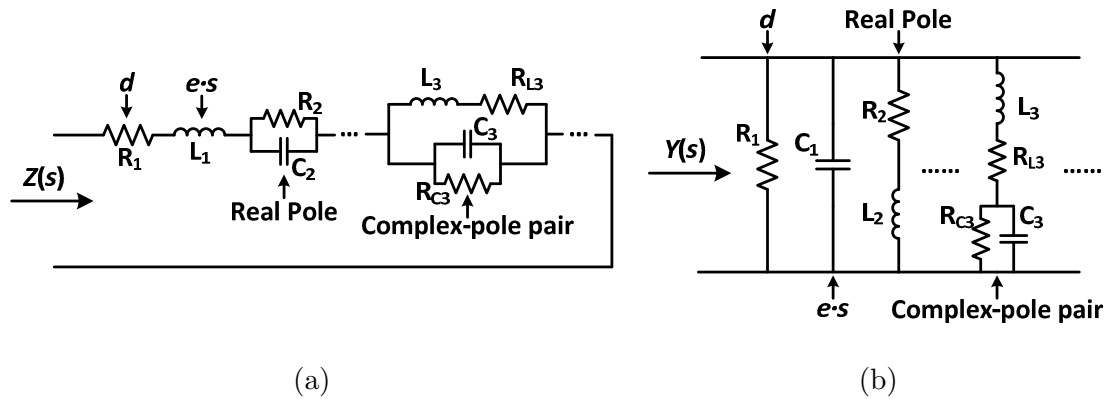 d
e·s
R1
L1
R2
C2
Real Pole
...
L3
RL3
C3
RC3
Complex-pole pair
...
Z(s)
(a)
d
Real Pole
Y(s)
R1
C1
R2
L2
.......
L3
RL3
RC3
C3
......
e·s
Complex-pole pair
(b)